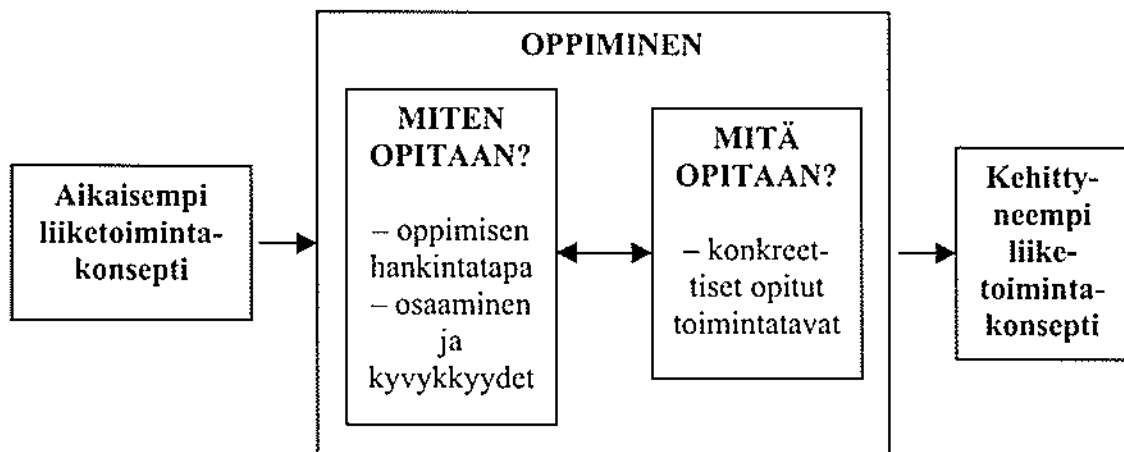 OPPIMINEN
Aikaisempi
liiketoiminta-
konsepti
MITEN
OPITAAN?
– oppimisen
hankintatapa
– osaaminen
ja
kyvykkyydet
MITÄ
OPITAAN?
– konkreet-
tiset opitut
toimintatavat
Kehitty-
neempi
liike-
toiminta-
konsepti